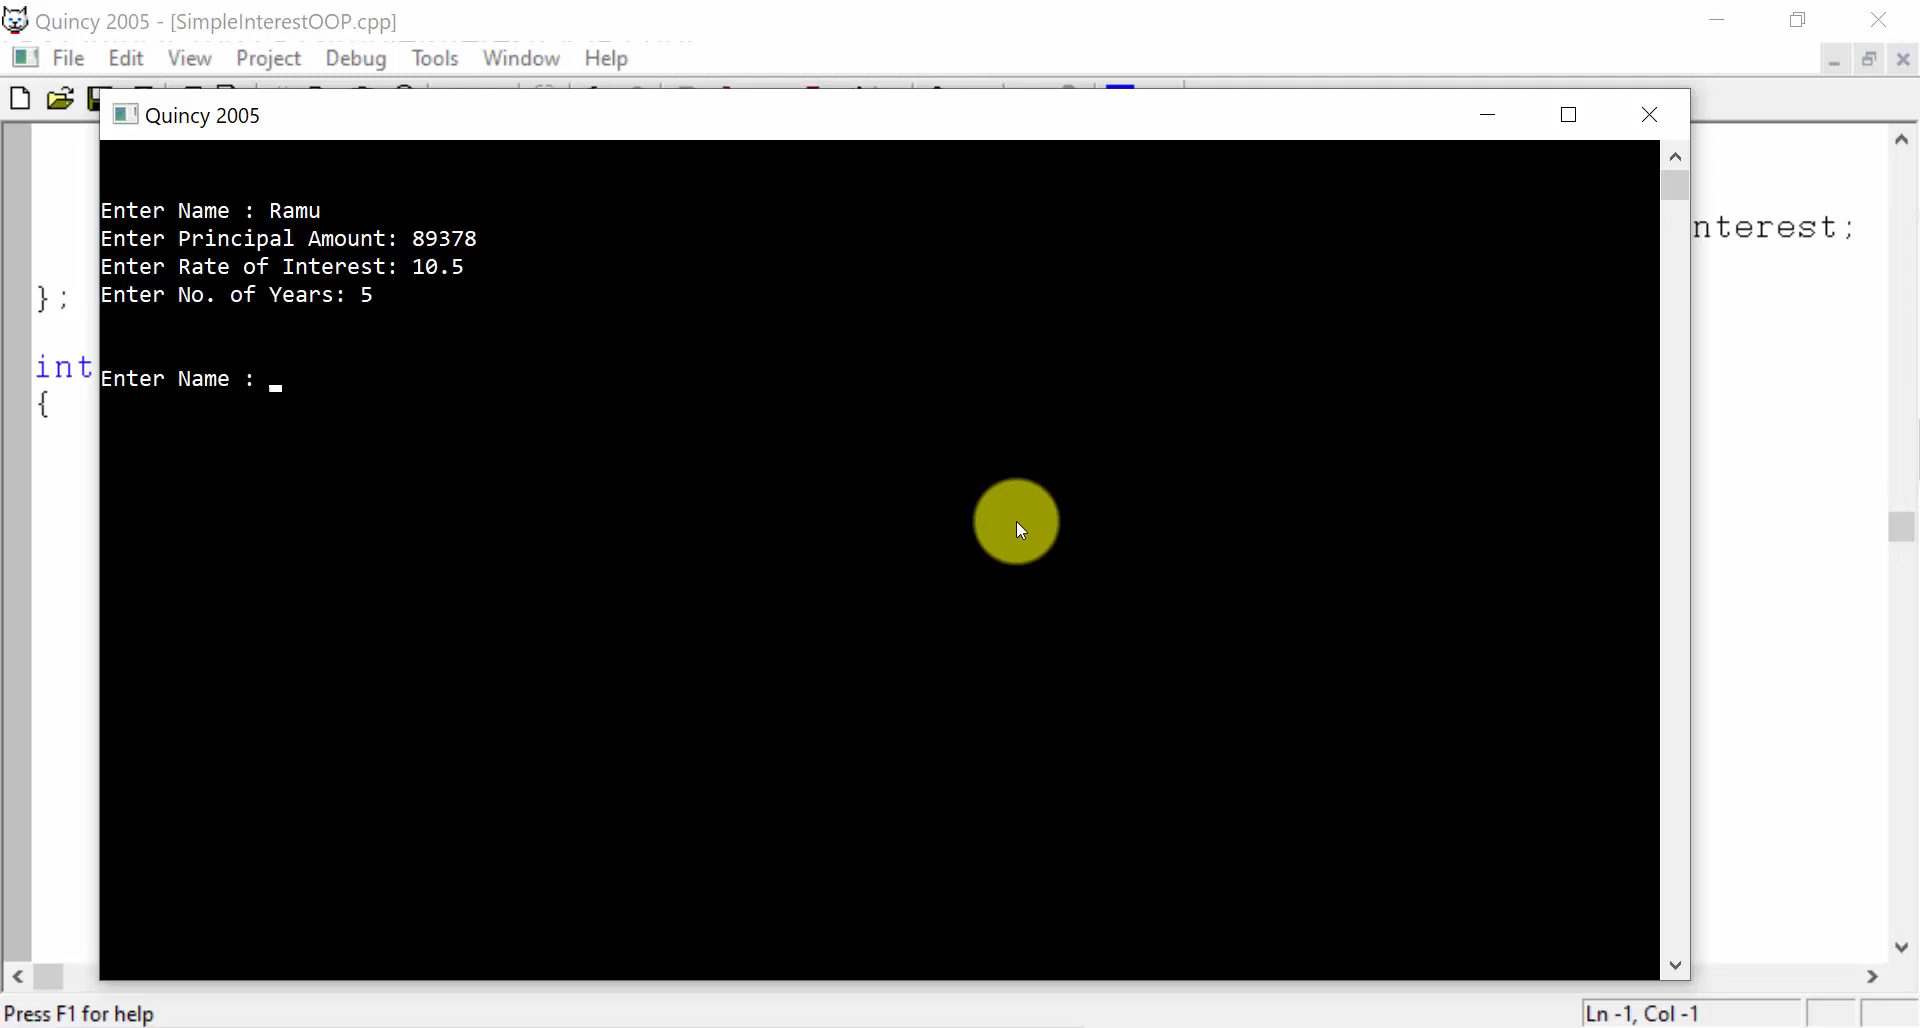 Quincy 2005 - [SimpleInterestOOP.cpp]
File Edit View Project Debug Tools Window Help
Quincy 2005
Enter Name : Ramu
Enter Principal Amount: 89378
Enter Rate of Interest: 10.5
Enter No. of Years: 5
Enter Name :
nterest;
};
int
{
Press F1 for help
Ln -1, Col -1